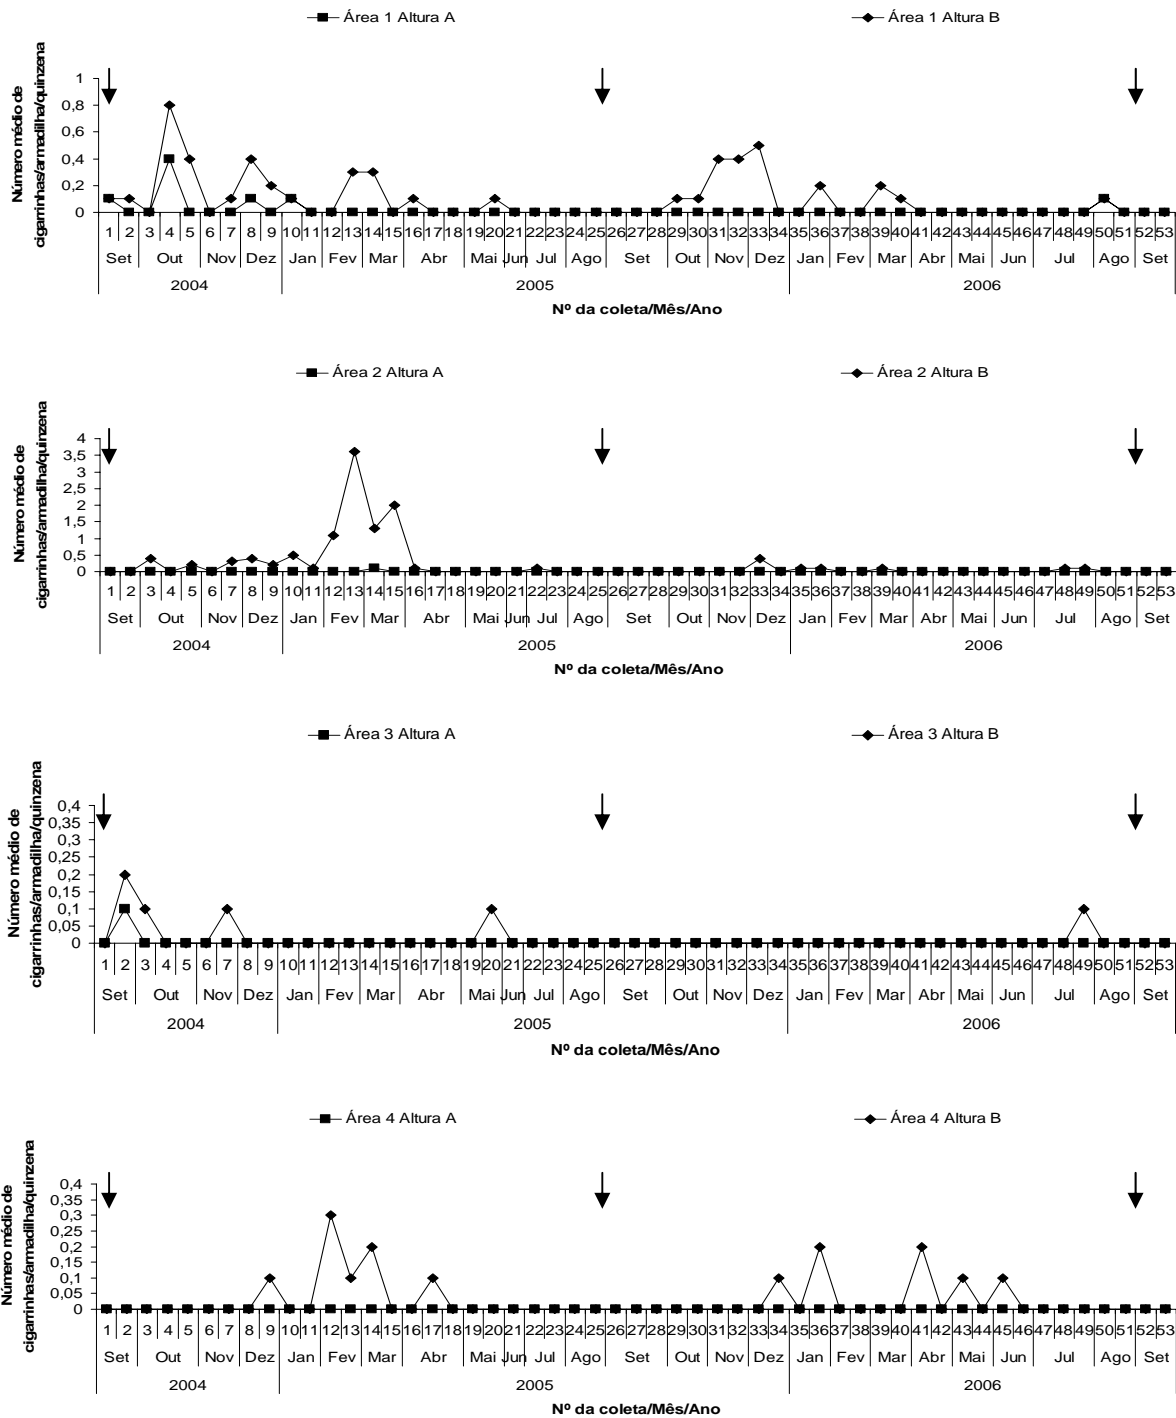 Área 1 Altura A Área 1 Altura B
Número médio de
cigarrinhas/armadilha/quinzena
1
0,8
0,6
0,4
0,2
0
1 2 3 4 5 6 7 8 9 10 11 12 13 14 15 16 17 18 19 20 21 22 23 24 25 26 27 28 29 30 31 32 33 34 35 36 37 38 39 40 41 42 43 44 45 46 47 48 49 50 51 52 53
Set Out Nov Dez Jan Fev Mar Abr Mai Jun Jul Ago Set Out Nov Dez Jan Fev Mar Abr Mai Jun Jul Ago Set
2004 2005 2006
Nº da coleta/Mês/Ano
Área 2 Altura A Área 2 Altura B
Número médio de
cigarrinhas/armadilha/quinzena
4
3,5
3
2,5
2
1,5
1
0,5
0
1 2 3 4 5 6 7 8 9 10 11 12 13 14 15 16 17 18 19 20 21 22 23 24 25 26 27 28 29 30 31 32 33 34 35 36 37 38 39 40 41 42 43 44 45 46 47 48 49 50 51 52 53
Set Out Nov Dez Jan Fev Mar Abr Mai Jun Jul Ago Set Out Nov Dez Jan Fev Mar Abr Mai Jun Jul Ago Set
2004 2005 2006
Nº da coleta/Mês/Ano
Área 3 Altura A Área 3 Altura B
Número médio de
cigarrinhas/armadilha/quinzena
0,4
0,35
0,3
0,25
0,2
0,15
0,1
0,05
0
1 2 3 4 5 6 7 8 9 10 11 12 13 14 15 16 17 18 19 20 21 22 23 24 25 26 27 28 29 30 31 32 33 34 35 36 37 38 39 40 41 42 43 44 45 46 47 48 49 50 51 52 53
Set Out Nov Dez Jan Fev Mar Abr Mai Jun Jul Ago Set Out Nov Dez Jan Fev Mar Abr Mai Jun Jul Ago Set
2004 2005 2006
Nº da coleta/Mês/Ano
Área 4 Altura A Área 4 Altura B
Número médio de
cigarrinhas/armadilha/quinzena
0,4
0,35
0,3
0,25
0,2
0,15
0,1
0,05
0
1 2 3 4 5 6 7 8 9 10 11 12 13 14 15 16 17 18 19 20 21 22 23 24 25 26 27 28 29 30 31 32 33 34 35 36 37 38 39 40 41 42 43 44 45 46 47 48 49 50 51 52 53
Set Out Nov Dez Jan Fev Mar Abr Mai Jun Jul Ago Set Out Nov Dez Jan Fev Mar Abr Mai Jun Jul Ago Set
2004 2005 2006
Nº da coleta/Mês/Ano